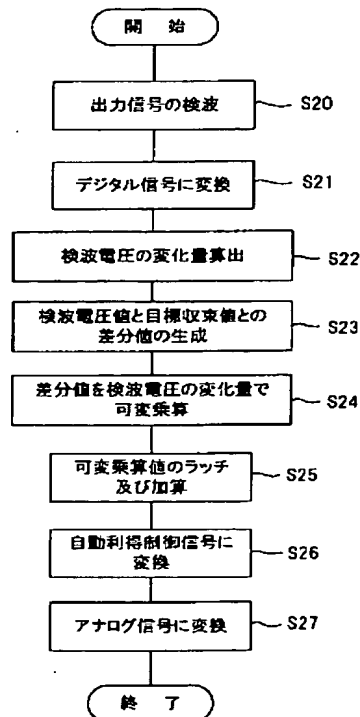 開 始
出力信号の検波
S20
デジタル信号に変換
S21
検波電圧の変化量算出
S22
検波電圧値と目標収束値との
差分値の生成
S23
差分値を検波電圧の変化量で
可変乗算
S24
可変乗算値のラッチ
及び加算
S25
自動利得制御信号に
変換
S26
アナログ信号に変換
S27
終 了